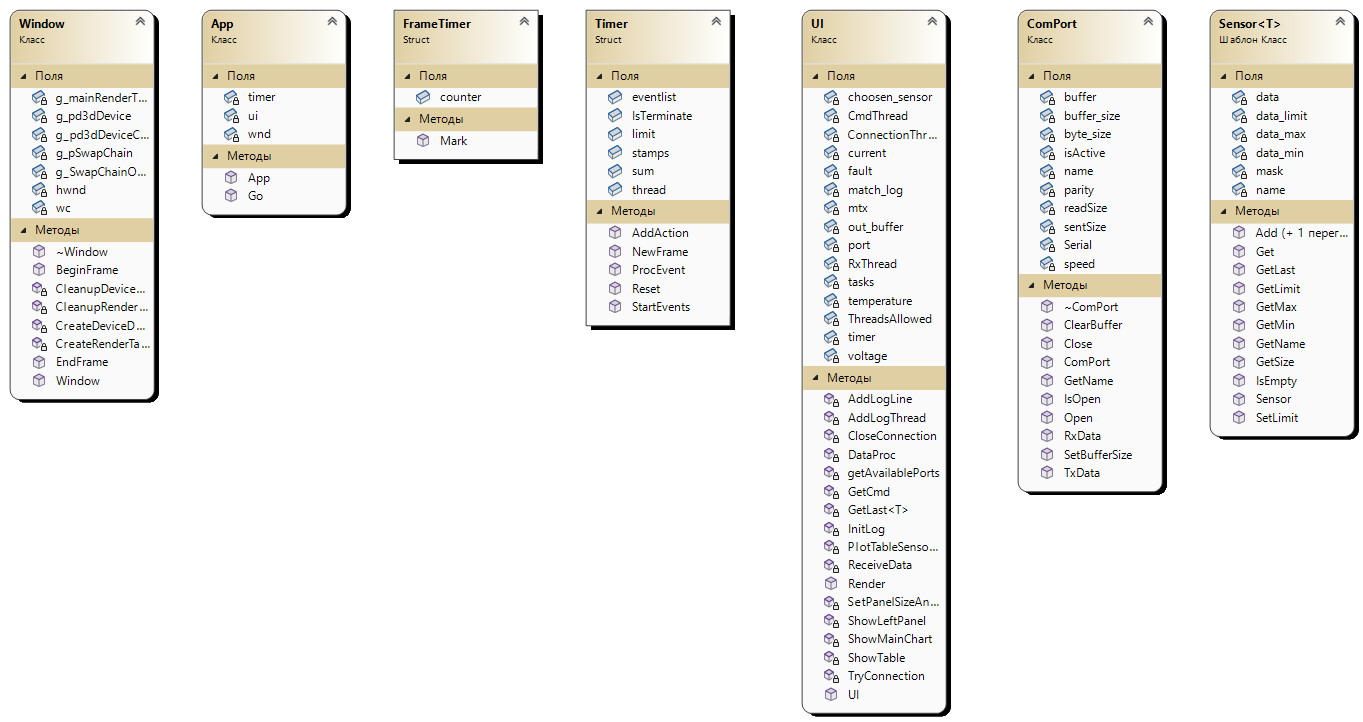 Window
Класс
Поля
g_mainRenderT...
g_pd3dDevice
g_pd3dDeviceC...
g_pSwapChain
g_SwapChainO...
hwnd
wc
Методы
~Window
BeginFrame
CleanupDevice...
CleanupRender...
CreateDeviceD...
CreateRenderTa...
EndFrame
Window
App
Класс
Поля
timer
ui
wnd
Методы
App
Go
FrameTimer
Struct
Поля
counter
Методы
Mark
Timer
Struct
Поля
eventlist
IsTerminate
limit
stamps
sum
thread
Методы
AddAction
NewFrame
ProcEvent
Reset
StartEvents
UI
Класс
Поля
choosen_sensor
CmdThread
ConnectionThr...
current
fault
match_log
mtx
out_buffer
port
RxThread
tasks
temperature
ThreadsAllowed
timer
voltage
Методы
AddLogLine
AddLogThread
CloseConnection
DataProc
getAvailablePorts
GetCmd
GetLast<T>
InitLog
PlotTableSenso...
ReceiveData
Render
SetPanelSizeAn...
ShowLeftPanel
ShowMainChart
ShowTable
TryConnection
UI
ComPort
Класс
Поля
buffer
buffer_size
byte_size
isActive
name
parity
readSize
sentSize
Serial
speed
Методы
~ComPort
ClearBuffer
Close
ComPort
GetName
IsOpen
Open
RxData
SetBufferSize
TxData
Sensor<T>
Шаблон Класс
Поля
data
data_limit
data_max
data_min
mask
name
Методы
Add (+ 1 перег...
Get
GetLast
GetLimit
GetMax
GetMin
GetName
GetSize
IsEmpty
Sensor
SetLimit